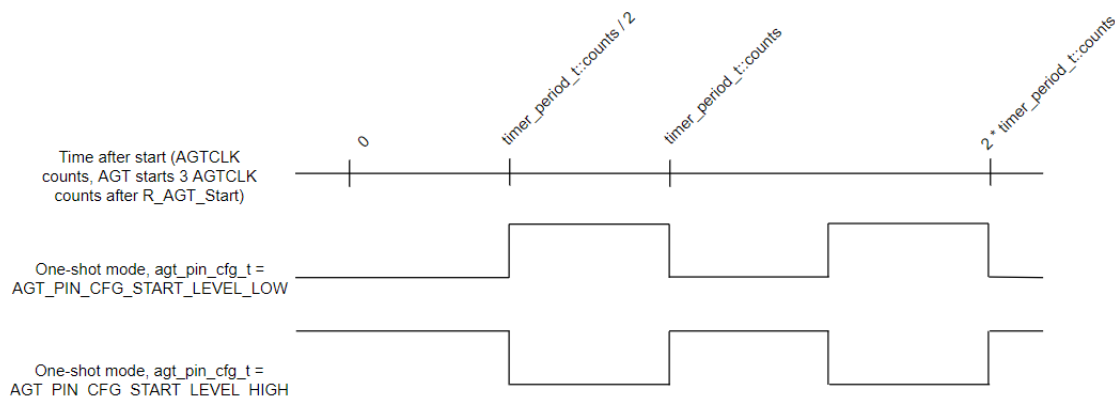 timer_period_t::counts / 2
timer_period_t::counts
2 * timer_period_t::counts
0
Time after start (AGTCLK
counts, AGT starts 3 AGTCLK
counts after R_AGT_Start)
One-shot mode, agt_pin_cfg_t =
AGT_PIN_CFG_START_LEVEL_LOW
One-shot mode, agt_pin_cfg_t =
AGT_PIN_CFG_START_LEVEL_HIGH